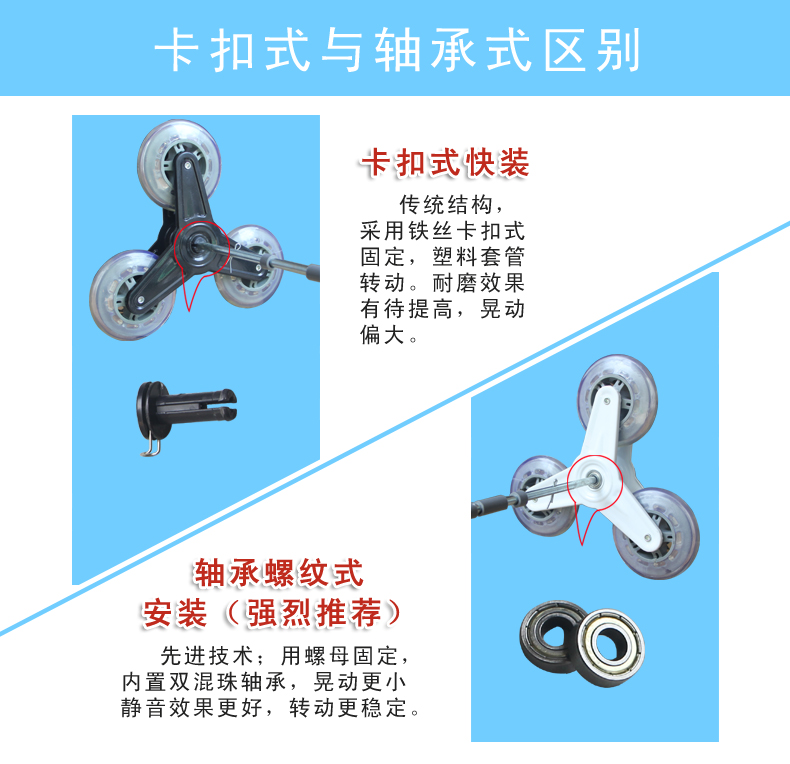 卡扣式与轴承式区别
卡扣式快装
传统结构，
采用铁丝卡扣式
固定，塑料套管
转动。耐磨效果
有待提高，晃动
偏大。
轴承螺纹式
安装（强烈推荐）
先进技术；用螺母固定，
内置双混珠轴承，晃动更小
静音效果更好，转动更稳定。